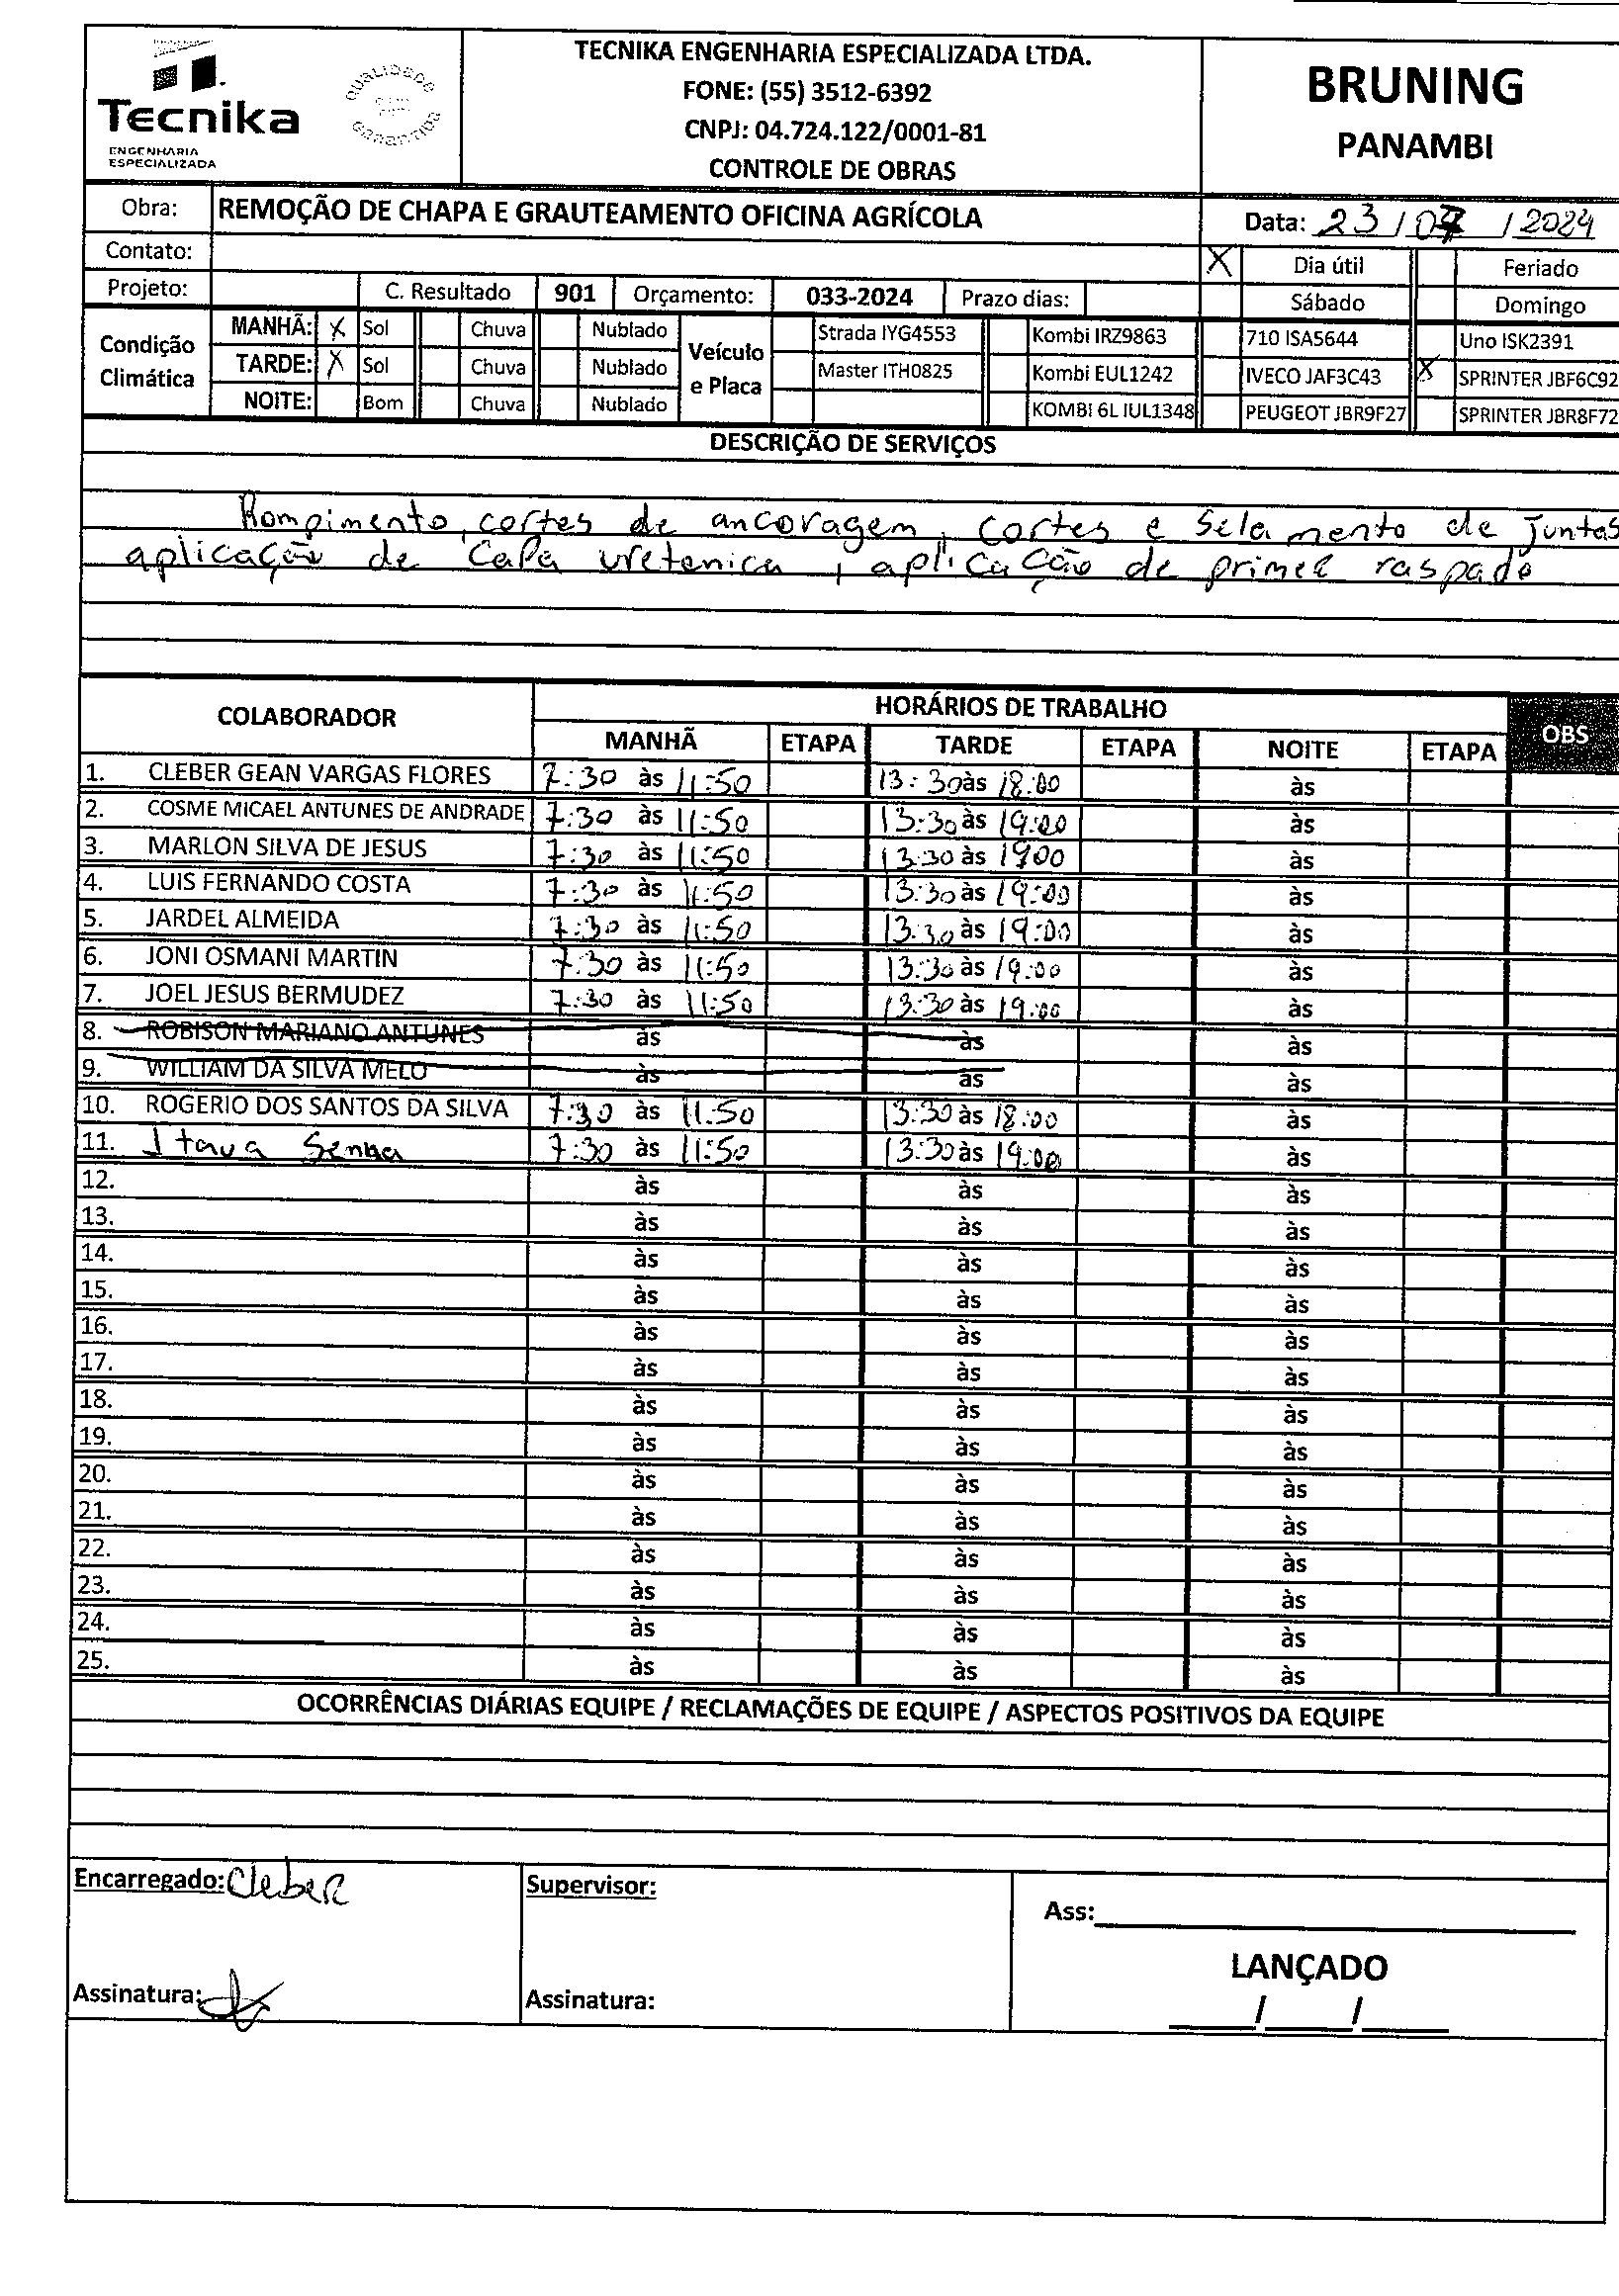 Tecnika
ENGENHARIA
ESPECIALIZADA
QUALIDADE
GARANTIDA
TECNIKA ENGENHARIA ESPECIALIZADA LTDA.
FONE: (55) 3512-6392
CNPJ: 04.724.122/0001-81
CONTROLE DE OBRAS
BRUNING
PANAMBI
Obra: REMOÇÃO DE CHAPA E GRAUTEAMENTO OFICINA AGRÍCOLA Data: 23/07/2024
Contato: X Dia útil Feriado
Projeto: C. Resultado 901 Orçamento: 033-2024 Prazo dias: Sábado Domingo
Condição Climática
MANHÃ: X Sol Chuva Nublado
TARDE: X Sol Chuva Nublado
NOITE: Bom Chuva Nublado
Veículo e Placa
Strada IYG4553 Kombi IRZ9863 710 ISA5644 Uno ISK2391
Master ITH0825 Kombi EUL1242 IVECO JAF3C43 X SPRINTER JBF6C92
KOMBI 6L IUL1348 PEUGEOT JBR9F27 SPRINTER JBR8F72
DESCRIÇÃO DE SERVIÇOS
Rompimento, cortes de ancoragem, cortes e Selamento de juntas
aplicação de CaPa uretanica, aplicação de primer raspado
COLABORADOR HORÁRIOS DE TRABALHO OBS
MANHÃ ETAPA TARDE ETAPA NOITE ETAPA
1. CLEBER GEAN VARGAS FLORES 7:30 às 11:50 13:30 às 18:00 às
2. COSME MICAEL ANTUNES DE ANDRADE 7:30 às 11:50 13:30 às 19:00 às
3. MARLON SILVA DE JESUS 7:30 às 11:50 13:30 às 1900 às
4. LUIS FERNANDO COSTA 7:30 às 11:50 13:30 às 19:00 às
5. JARDEL ALMEIDA 7:30 às 11:50 13:30 às 19:00 às
6. JONI OSMANI MARTIN 7:30 às 11:50 13:30 às 19:00 às
7. JOEL JESUS BERMUDEZ 7:30 às 11:50 13:30 às 19:00 às
8. ROBISON MARIANO ANTUNES às às às
9. WILLIAM DA SILVA MELO às às às
10. ROGERIO DOS SANTOS DA SILVA 7:30 às 11:50 13:30 às 18:00 às
11. 7:30 às 11:50 13:30 às 19:00 às
12. às às às
13. às às às
14. às às às
15. às às às
16. às às às
17. às às às
18. às às às
19. às às às
20. às às às
21. às às às
22. às às às
23. às às às
24. às às às
25. às às às
OCORRÊNCIAS DIÁRIAS EQUIPE / RECLAMAÇÕES DE EQUIPE / ASPECTOS POSITIVOS DA EQUIPE
Encarregado: Cleber Supervisor: Ass:
LANÇADO
Assinatura: Assinatura: / /